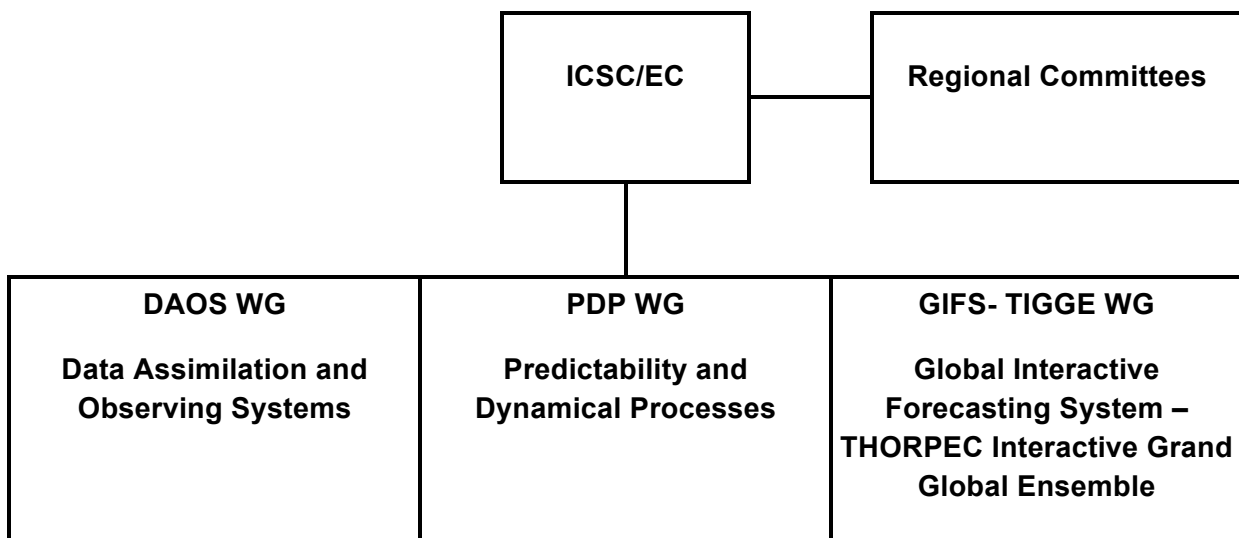 ICSC/EC
Regional Committees
DAOS WG
Data Assimilation and
Observing Systems
PDP WG
Predictability and
Dynamical Processes
GIFS- TIGGE WG
Global Interactive
Forecasting System –
THORPEC Interactive Grand
Global Ensemble